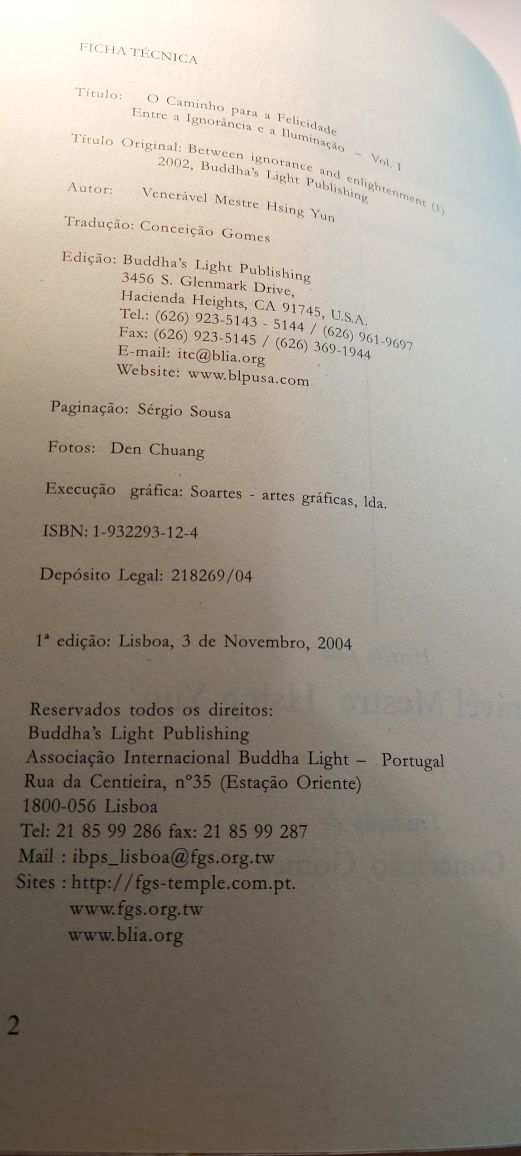 FICHA TÉCNICA
Título: O Caminho para a Felicidade
Entre a Ignorância e a Iluminação – Vol. I
Título Original: Between ignorance and enlightenment (1)
2002, Buddha's Light Publishing
Autor: Venerável Mestre Hsing Yun
Tradução: Conceição Gomes
Edição: Buddha's Light Publishing
3456 S. Glenmark Drive,
Hacienda Heights, CA 91745, U.S.A.
Tel.: (626) 923-5143 - 5144 / (626) 961-9697
Fax: (626) 923-5145 / (626) 369-1944
E-mail: itc@blia.org
Website: www.blpusa.com
Paginação: Sérgio Sousa
Fotos: Den Chuang
Execução gráfica: Soartes - artes gráficas, lda.
ISBN: 1-932293-12-4
Depósito Legal: 218269/04
1ª edição: Lisboa, 3 de Novembro, 2004
Reservados todos os direitos:
Buddha's Light Publishing
Associação Internacional Buddha Light – Portugal
Rua da Centieira, nº35 (Estação Oriente)
1800-056 Lisboa
Tel: 21 85 99 286 fax: 21 85 99 287
Mail : ibps_lisboa@fgs.org.tw
Sites : http://fgs-temple.com.pt.
www.fgs.org.tw
www.blia.org
2